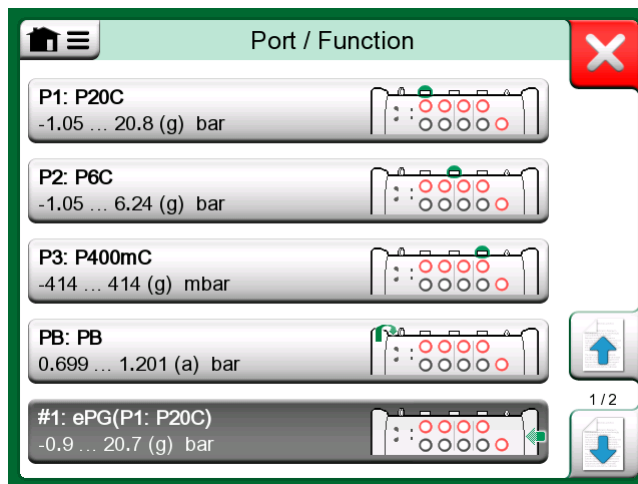 Port / Function
P1: P20C
-1.05 ... 20.8 (g) bar
P2: P6C
-1.05 ... 6.24 (g) bar
P3: P400mC
-414 ... 414 (g) mbar
PB: PB
0.699 ... 1.201 (a) bar
1 / 2
#1: ePG(P1: P20C)
-0.9 ... 20.7 (g) bar